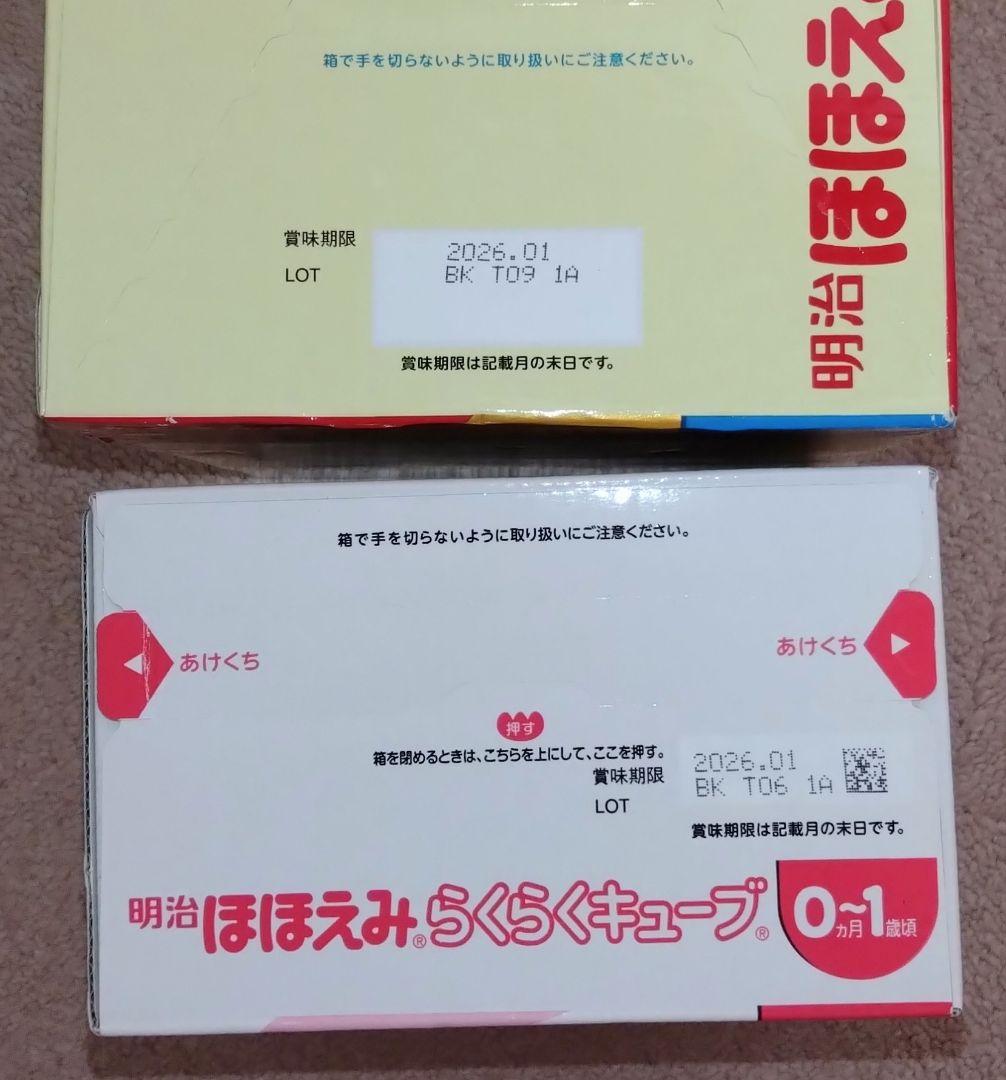 箱で手を切らないように取り扱いにご注意ください。
明治ほほえ
賞味期限
2026.01
LOT
BK T09 1A
賞味期限は記載月の末日です。
箱で手を切らないように取り扱いにご注意ください。
あけくち
あけくち
押す
箱を閉めるときは、こちらを上にして、ここを押す。
賞味期限
2026.01
LOT
BK T06 1A
賞味期限は記載月の末日です。
明治ほほえみ®らくらくキューブ®
0ヵ月~1歳頃